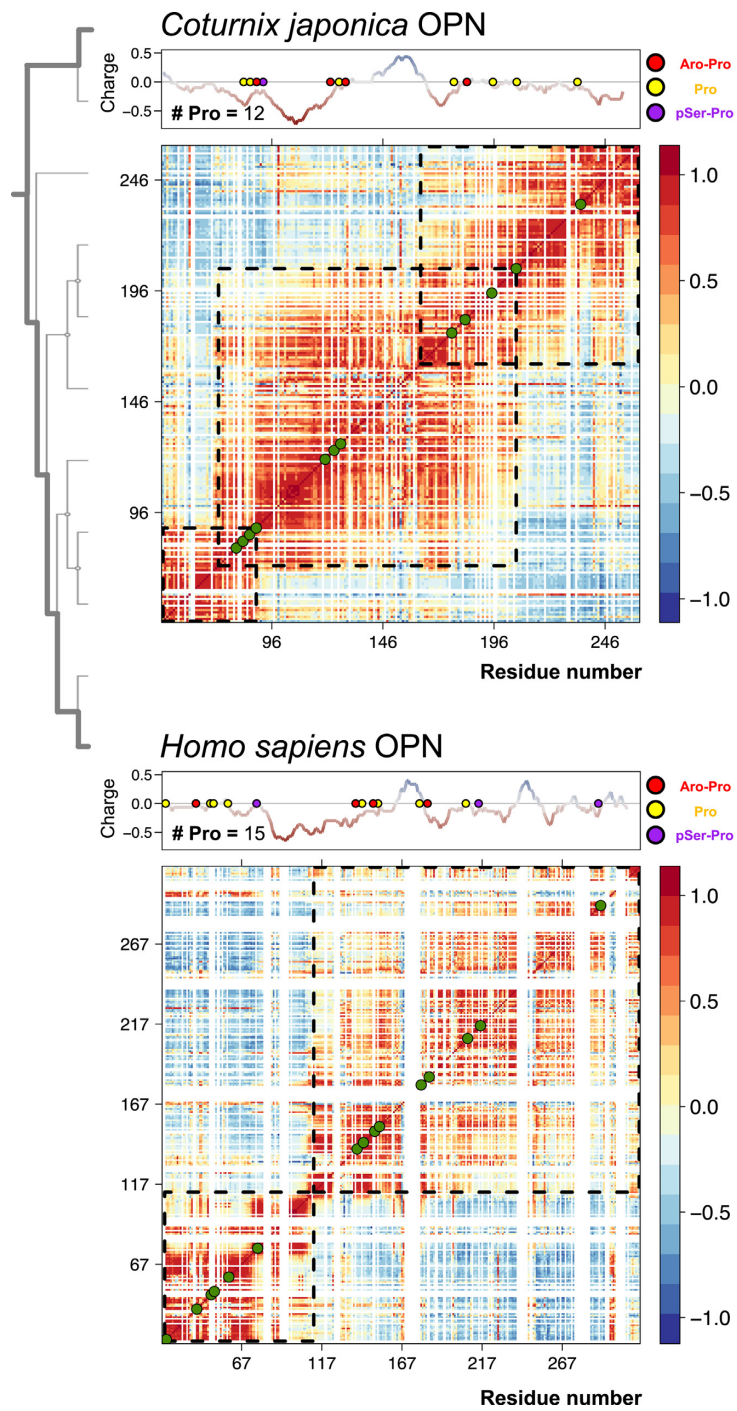 Coturnix japonica OPN
Charge
0.5
0.0
−0.5
# Pro = 12
Aro-Pro
Pro
pSer-Pro
246
196
146
96
96 146 196 246
Residue number
1.0
0.5
0.0
−0.5
−1.0
Homo sapiens OPN
Charge
0.5
0.0
−0.5
# Pro = 15
Aro-Pro
Pro
pSer-Pro
267
217
167
117
67
67 117 167 217 267
Residue number
1.0
0.5
0.0
−0.5
−1.0